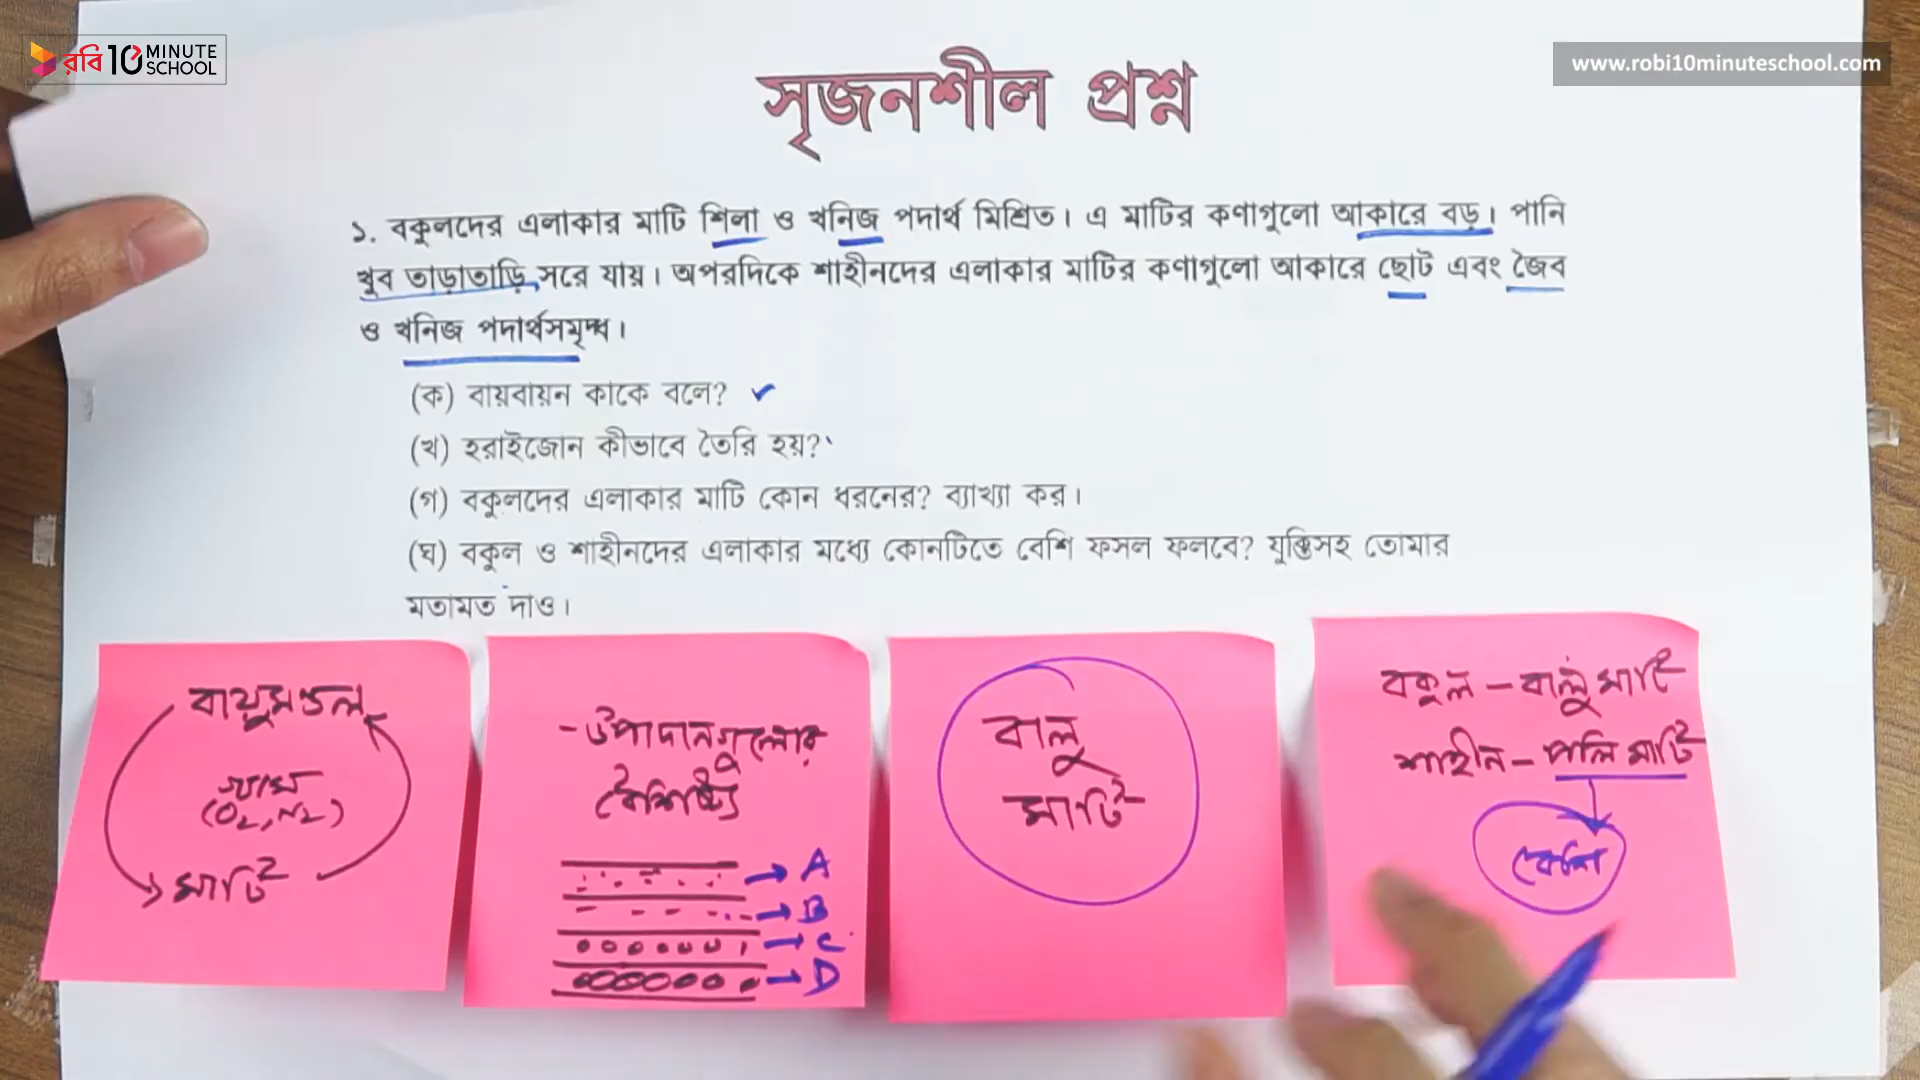 রবি 10 MINUTE SCHOOL
www.robi10minuteschool.com
সৃজনশীল প্রশ্ন
১. বকুলদের এলাকার মাটি শিলা ও খনিজ পদার্থ মিশ্রিত। এ মাটির কণাগুলো আকারে বড়। পানি
খুব তাড়াতাড়ি সরে যায়। অপরদিকে শাহীনদের এলাকার মাটির কণাগুলো আকারে ছোট এবং জৈব
ও খনিজ পদার্থসমৃদ্ধ।
(ক) বায়বায়ন কাকে বলে?
(খ) হরাইজোন কীভাবে তৈরি হয়?
(গ) বকুলদের এলাকার মাটি কোন ধরনের? ব্যাখ্যা কর।
(ঘ) বকুল ও শাহীনদের এলাকার মধ্যে কোনটিতে বেশি ফসল ফলবে? যুক্তিসহ তোমার
মতামত দাও।
বায়ুমণ্ডল
গ্যাস
(O2, N2)
মাটি
-উপাদানগুলোর
বৈশিষ্ট্য
A
B
C
D
বালু
মাটি
বকুল – বালু মাটি
শাহীন – পলি মাটি
বেশি